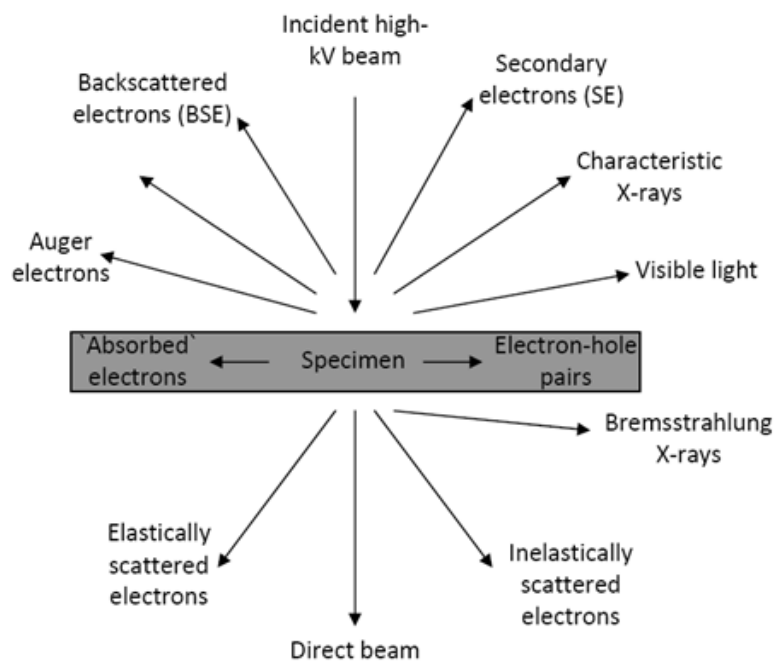 Incident high-
kV beam
Backscattered
electrons (BSE)
Secondary
electrons (SE)
Characteristic
X-rays
Auger
electrons
Visible light
`Absorbed`
electrons
Specimen
Electron-hole
pairs
Bremsstrahlung
X-rays
Elastically
scattered
electrons
Inelastically
scattered
electrons
Direct beam